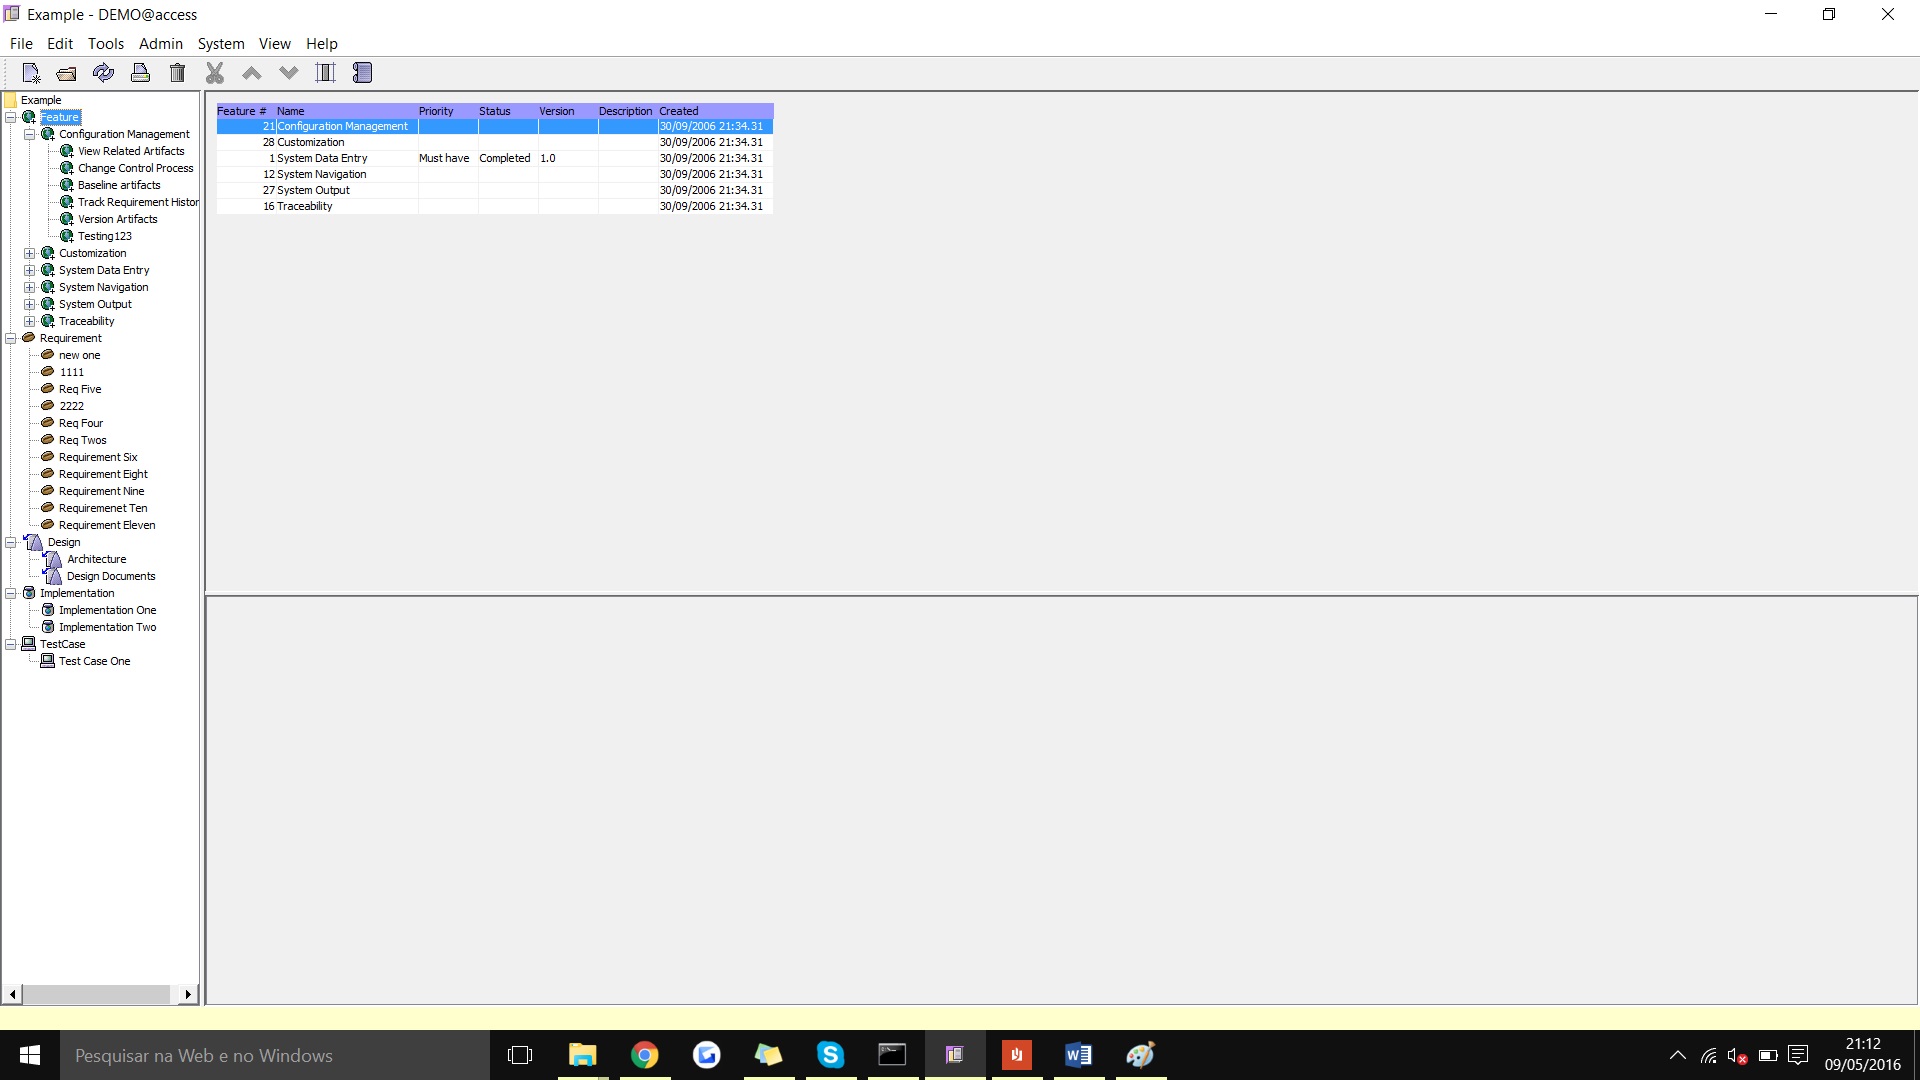 Example - DEMO@access
File Edit Tools Admin System View Help
Example
Feature
Configuration Management
View Related Artifacts
Change Control Process
Baseline artifacts
Track Requirement Histor
Version Artifacts
Testing123
Customization
System Data Entry
System Navigation
System Output
Traceability
Requirement
new one
1111
Req Five
2222
Req Four
Req Twos
Requirement Six
Requirement Eight
Requirement Nine
Requiremenet Ten
Requirement Eleven
Design
Architecture
Design Documents
Implementation
Implementation One
Implementation Two
TestCase
Test Case One
Feature # Name Priority Status Version Description Created
21 Configuration Management 30/09/2006 21:34.31
28 Customization 30/09/2006 21:34.31
1 System Data Entry Must have Completed 1.0 30/09/2006 21:34.31
12 System Navigation 30/09/2006 21:34.31
27 System Output 30/09/2006 21:34.31
16 Traceability 30/09/2006 21:34.31
Pesquisar na Web e no Windows
21:12
09/05/2016